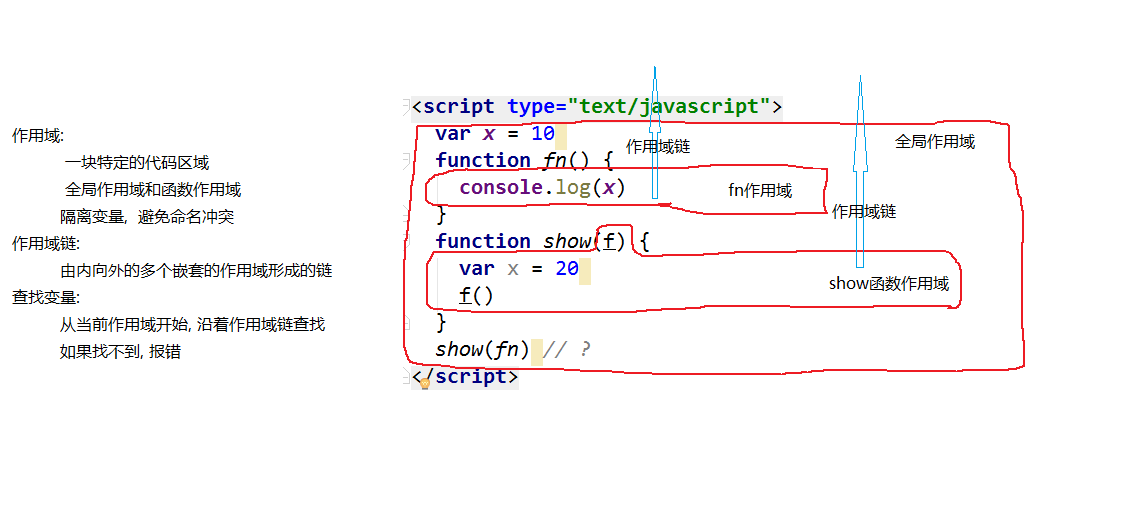 作用域:
一块特定的代码区域
全局作用域和函数作用域
隔离变量, 避免命名冲突
作用域链:
由内向外的多个嵌套的作用域形成的链
查找变量:
从当前作用域开始, 沿着作用域链查找
如果找不到, 报错
<script type="text/javascript">
var x = 10
function fn() {
console.log(x)
}
function show(f) {
var x = 20
f()
}
show(fn) // ?
</script>
作用域链
全局作用域
fn作用域
作用域链
show函数作用域